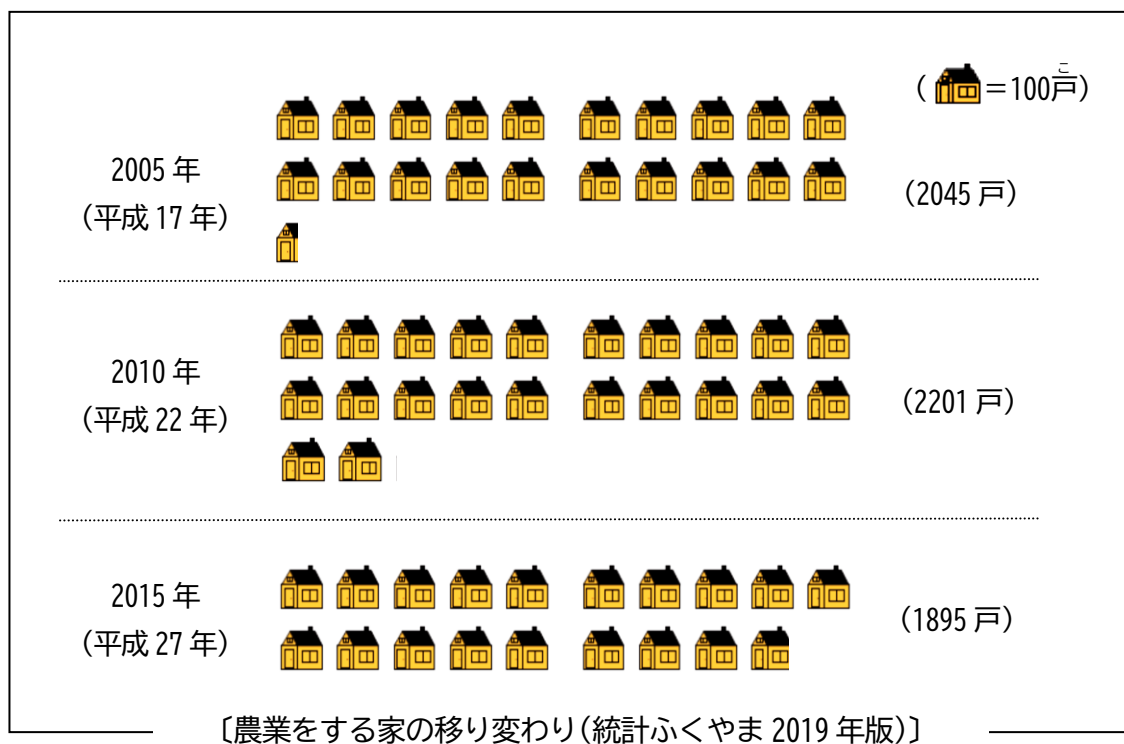 (=100戸)
こ
2005年
(平成17年)
(2045戸)
2010年
(平成22年)
(2201戸)
2015年
(平成27年)
(1895戸)
〔農業をする家の移り変わり(統計ふくやま2019年版)〕